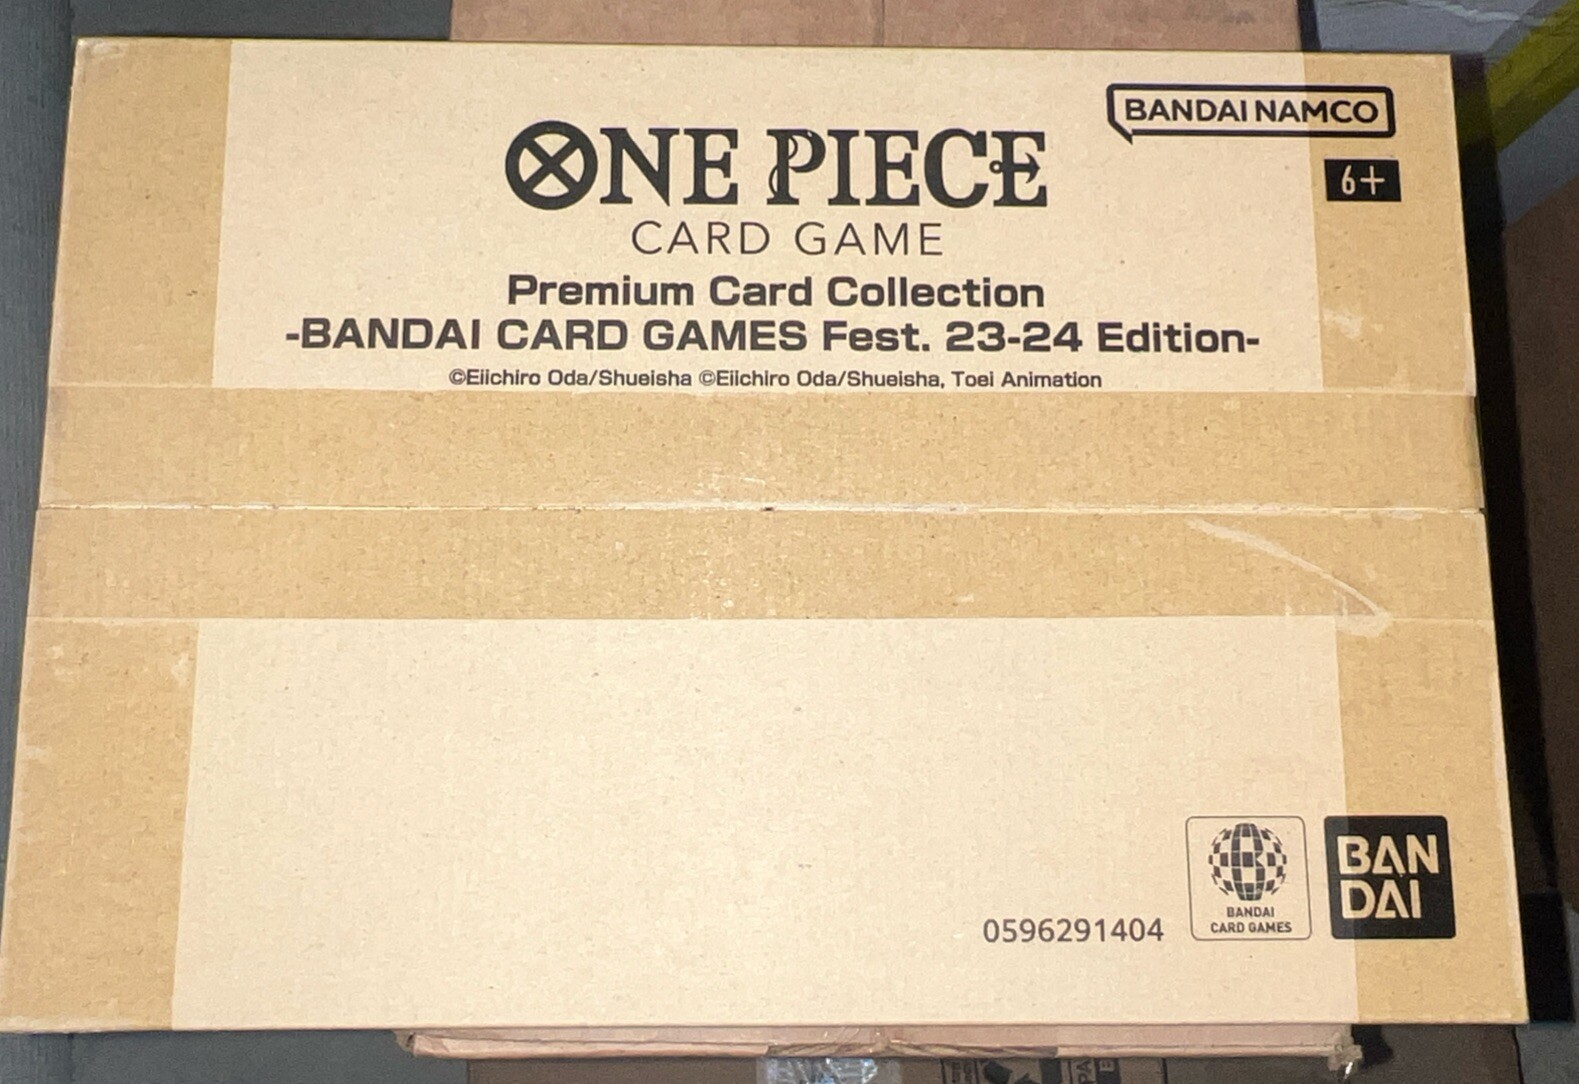 BANDAI NAMCO
ONE PIECE
6+
CARD GAME
Premium Card Collection
-BANDAI CARD GAMES Fest. 23-24 Edition-
©Eiichiro Oda/Shueisha ©Eiichiro Oda/Shueisha, Toei Animation
BANDAI
CARD GAMES
BAN
DAI
0596291404